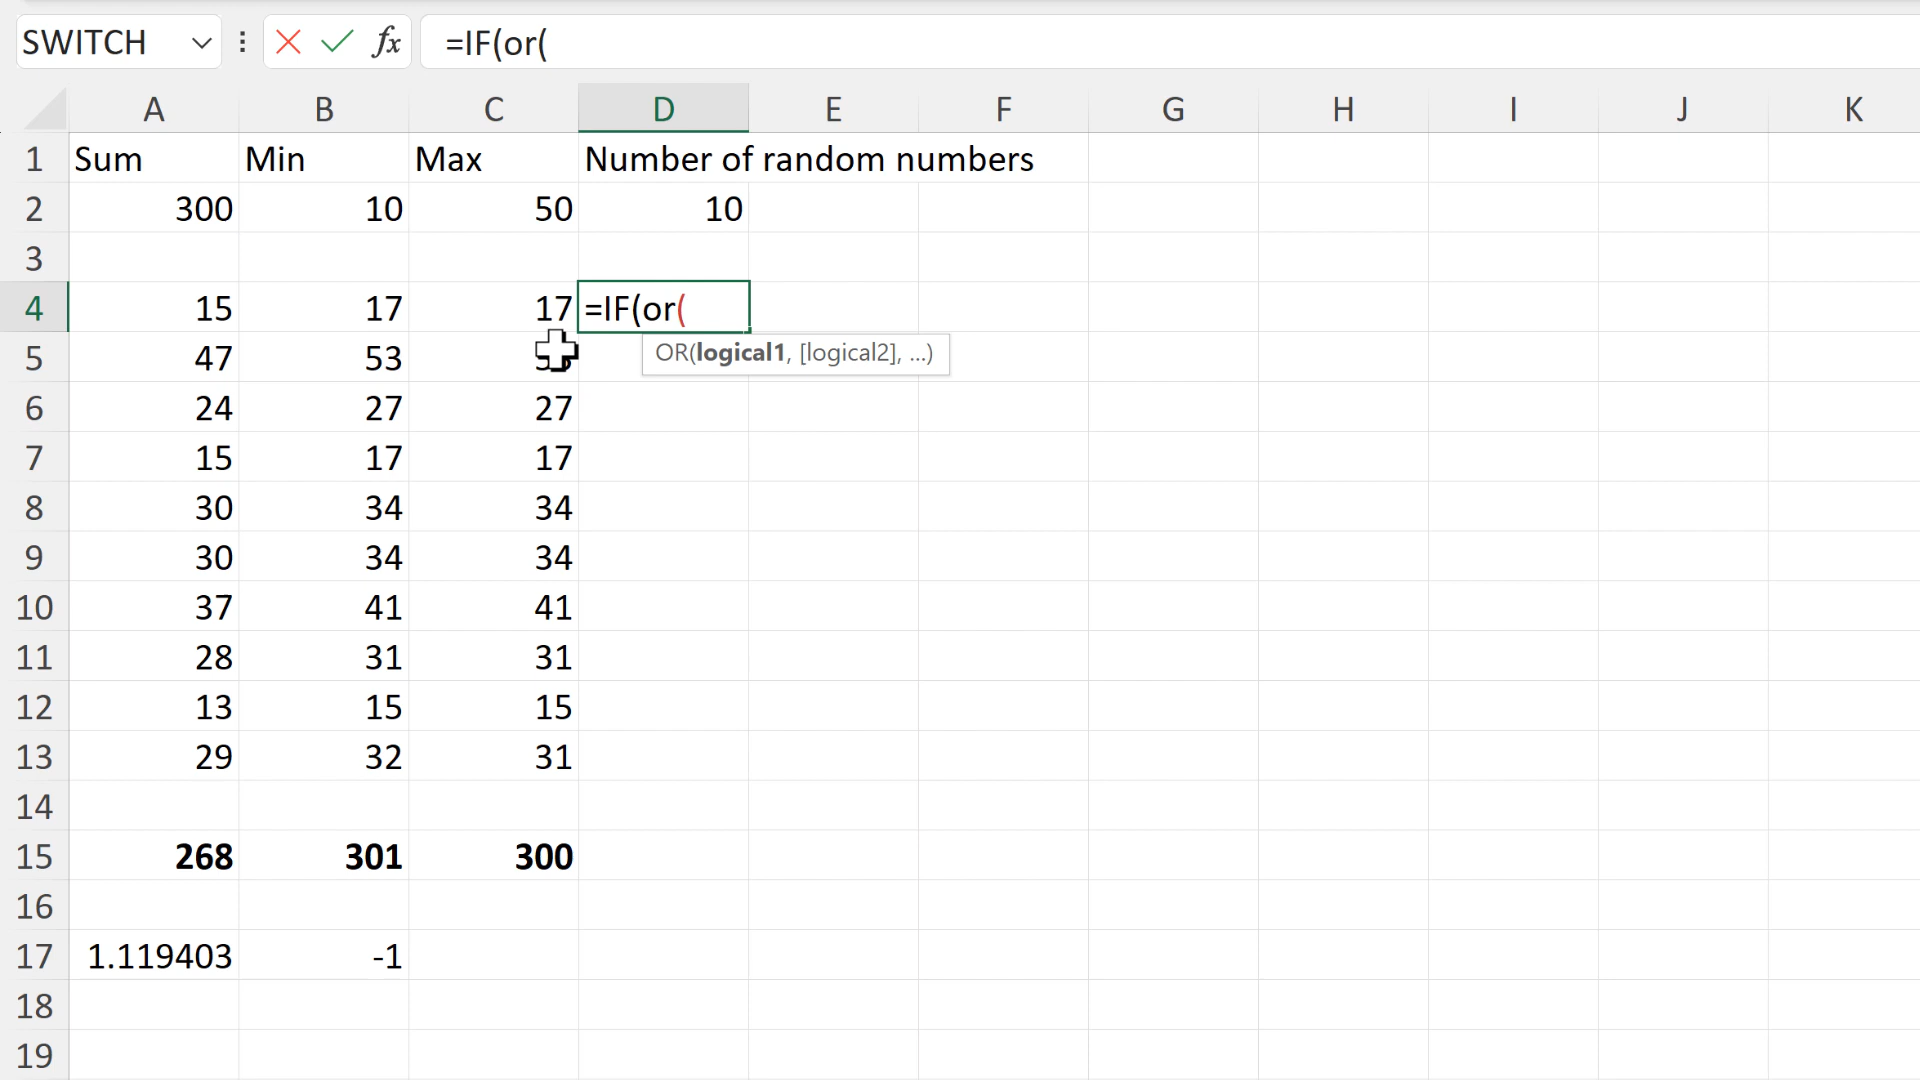 SWITCH fx =IF(or(
A B C D E F G H I J K
1 Sum Min Max Number of random numbers
2 300 10 50 10
3
4 15 17 17 =IF(or(
5 47 53
OR(logical1, [logical2], ...)
6 24 27 27
7 15 17 17
8 30 34 34
9 30 34 34
10 37 41 41
11 28 31 31
12 13 15 15
13 29 32 31
14
15 268 301 300
16
17 1.119403 -1
18
19